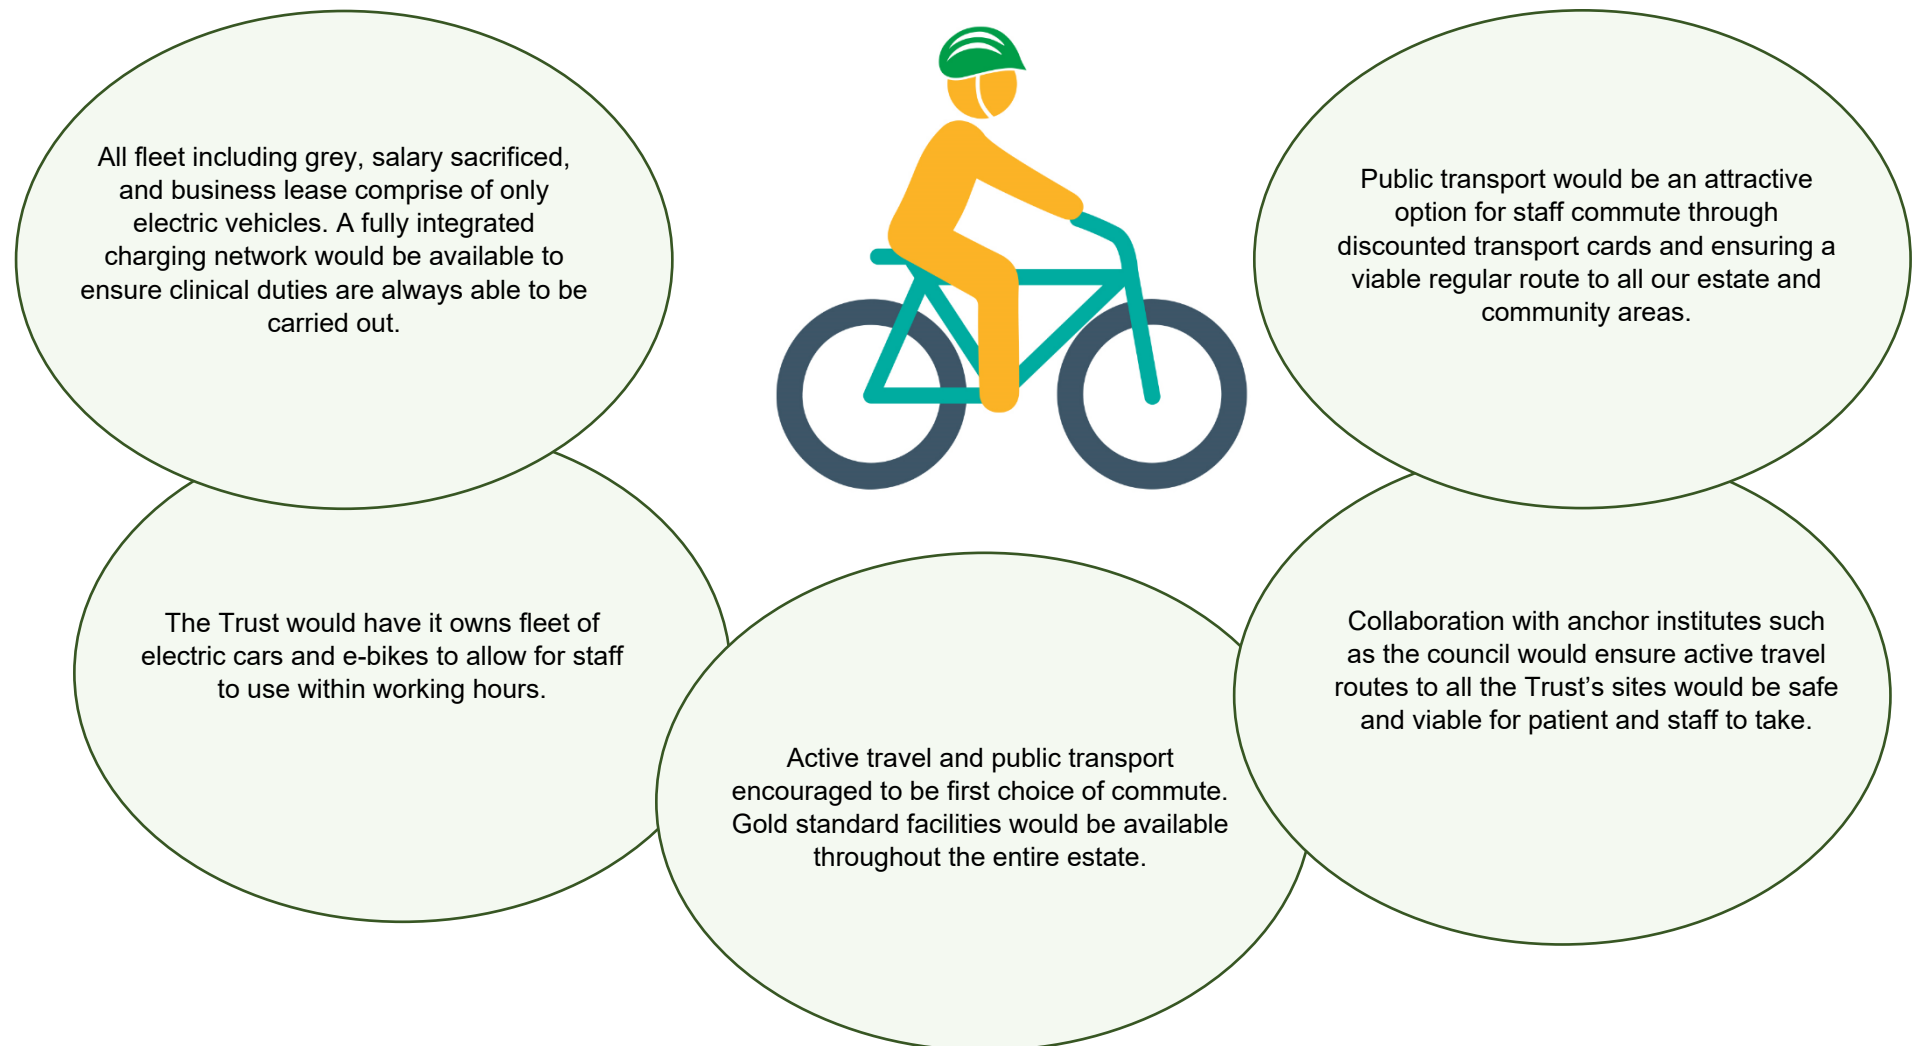 All fleet including grey, salary sacrificed,
and business lease comprise of only
electric vehicles. A fully integrated
charging network would be available to
ensure clinical duties are always able to be
carried out.
The Trust would have it owns fleet of
electric cars and e-bikes to allow for staff
to use within working hours.
Active travel and public transport
encouraged to be first choice of commute.
Gold standard facilities would be available
throughout the entire estate.
Collaboration with anchor institutes such
as the council would ensure active travel
routes to all the Trust’s sites would be safe
and viable for patient and staff to take.
Public transport would be an attractive
option for staff commute through
discounted transport cards and ensuring a
viable regular route to all our estate and
community areas.